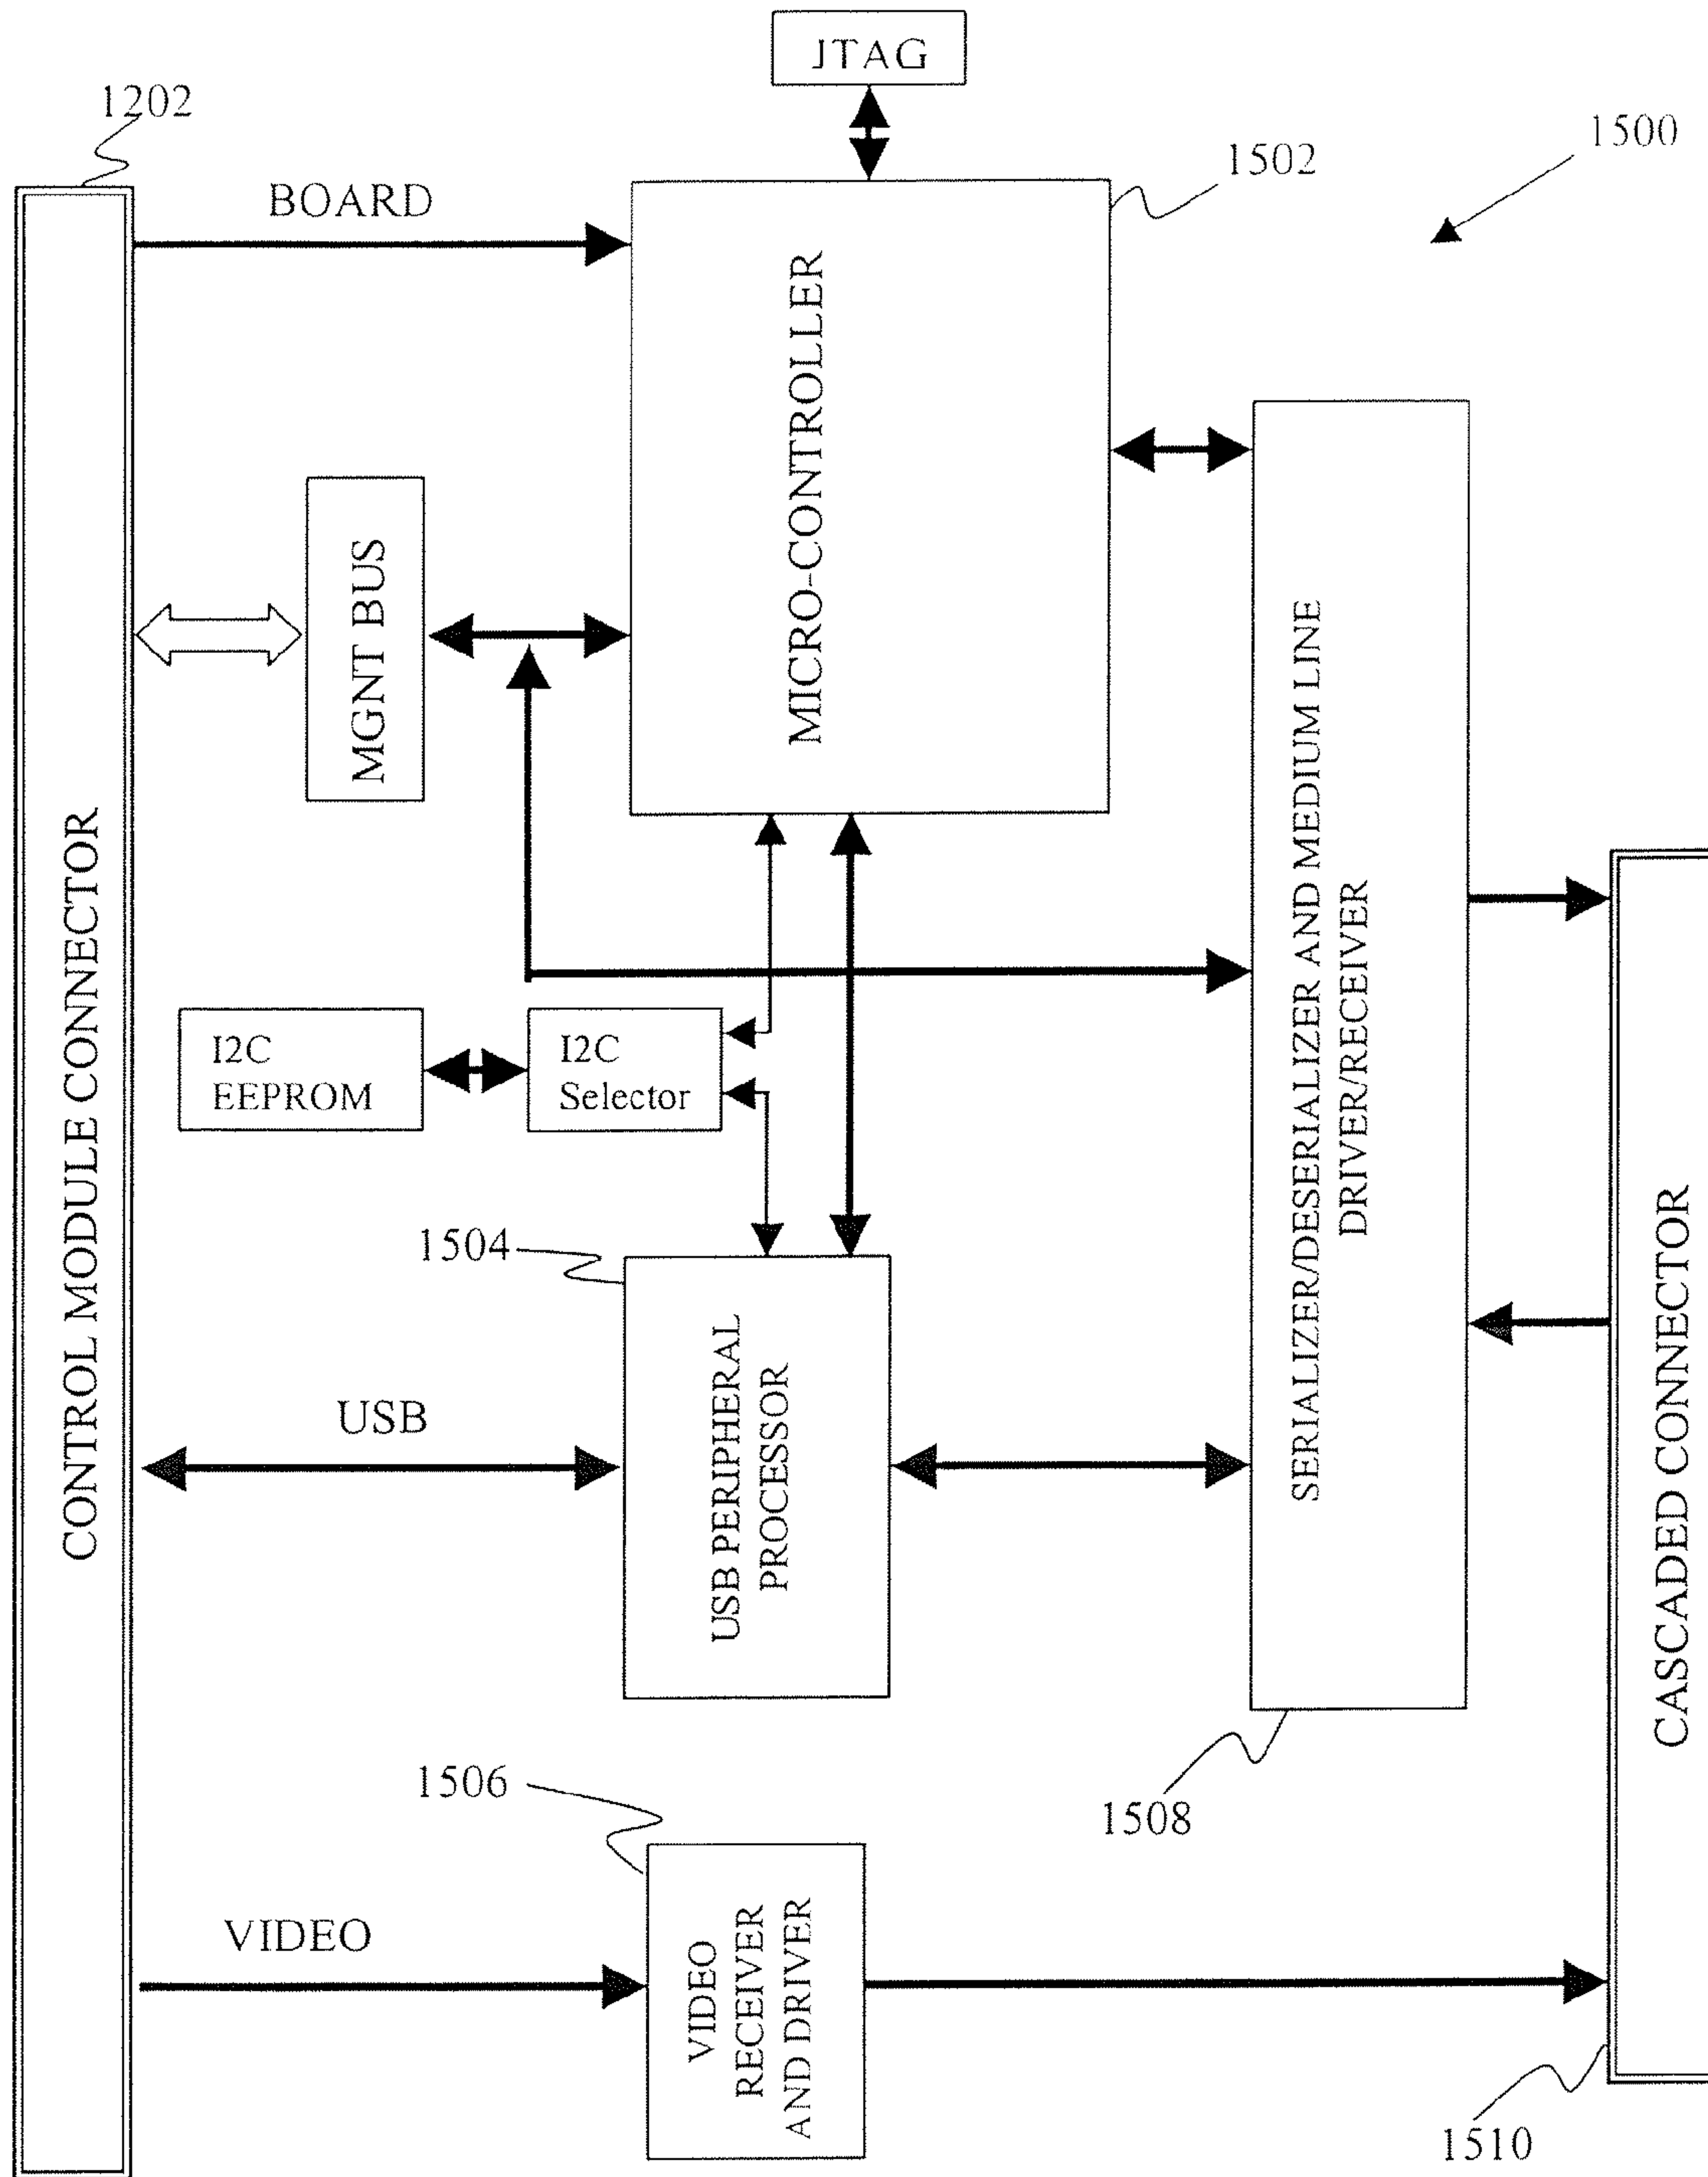 JTAG
1202
1500
1502
BOARD
MICRO-CONTROLLER
MGNT BUS
CONTROL MODULE CONNECTOR
SERIALIZER/DESERIALIZER AND MEDIUM LINE
DRIVER/RECEIVER
I2C
EEPROM
I2C
Selector
1504
USB PERIPHERAL
PROCESSOR
USB
CASCADED CONNECTOR
1506
1508
VIDEO
VIDEO
RECEIVER
AND DRIVER
1510